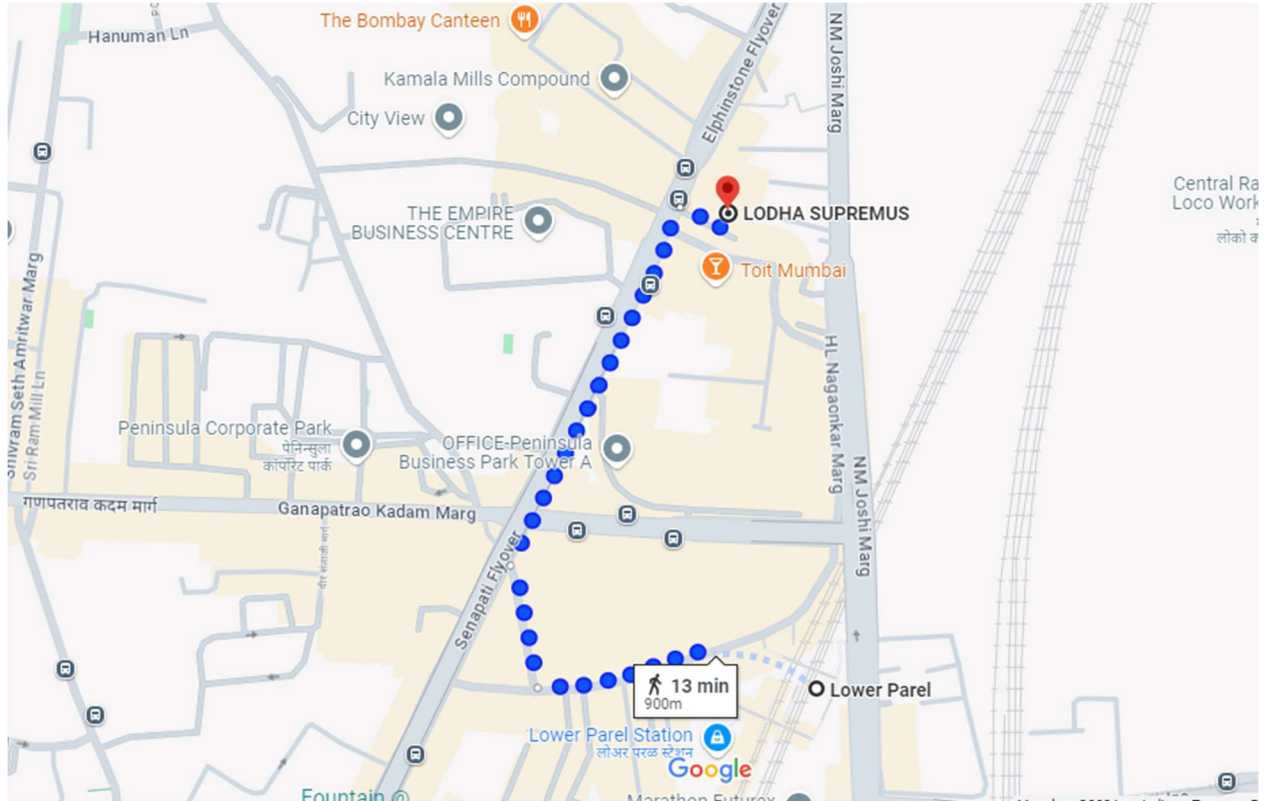 The Bombay Canteen
Hanuman Ln
Kamala Mills Compound
City View
Elphinstone Flyover
NM Joshi Marg
THE EMPIRE
BUSINESS CENTRE
LODHA SUPREMUS
Toit Mumbai
Central Ra
Loco Work
लोको क
Shivram Seth Amritwar Marg
Sri Ram Mill Ln
HL Nagaonkar Marg
Peninsula Corporate Park
पेनिन्सुला
कॉर्पोरेट पार्क
OFFICE-Peninsula
Business Park Tower A
गणपतराव कदम मार्ग
Ganapatrao Kadam Marg
NM Joshi Marg
Senapati Flyover
13 min
900m
Lower Parel
Lower Parel Station
लोअर परळ स्टेशन
Google
Fountain @
Marathon Futurex